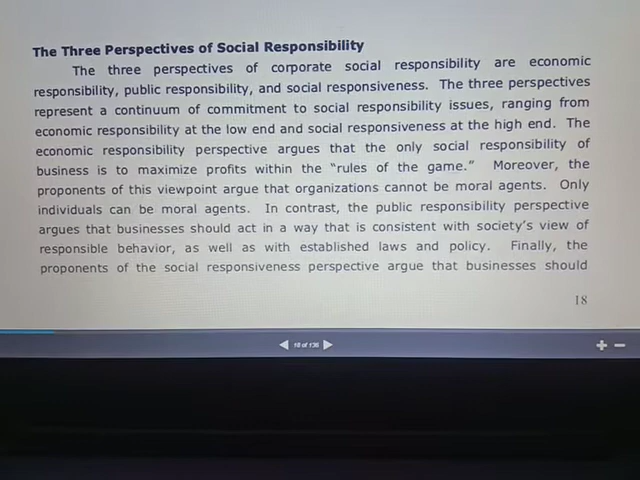 The Three Perspectives of Social Responsibility
The three perspectives of corporate social responsibility are economic
responsibility, public responsibility, and social responsiveness. The three perspectives
represent a continuum of commitment to social responsibility issues, ranging from
economic responsibility at the low end and social responsiveness at the high end. The
economic responsibility perspective argues that the only social responsibility of
business is to maximize profits within the “rules of the game.” Moreover, the
proponents of this viewpoint argue that organizations cannot be moral agents. Only
individuals can be moral agents. In contrast, the public responsibility perspective
argues that businesses should act in a way that is consistent with society’s view of
responsible behavior, as well as with established laws and policy. Finally, the
proponents of the social responsiveness perspective argue that businesses should
18
18 of 136